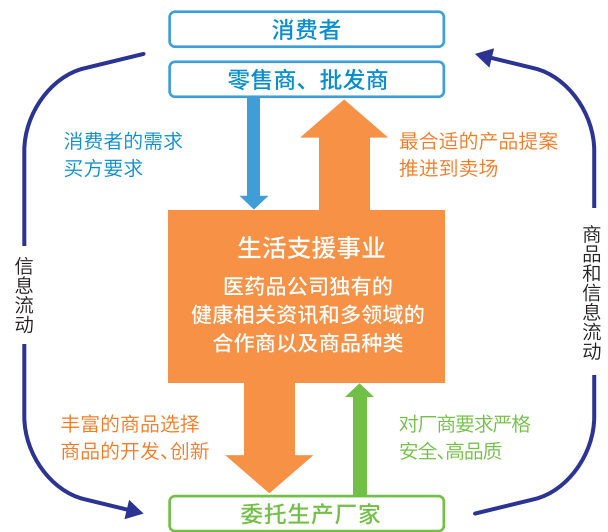 消费者
零售商、批发商
消费者的需求
买方要求
最合适的产品提案
推进到卖场
生活支援事业
医药品公司独有的
健康相关资讯和多领域的
合作商以及商品种类
信息流动
商品和信息流动
丰富的商品选择
商品的开发、创新
对厂商要求严格
安全、高品质
委托生产厂家